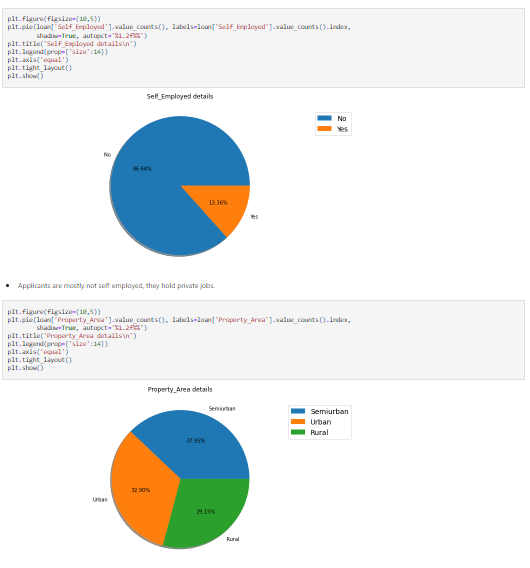 plt.figure(figsize=(10,5))
plt.pie(loan['Self_Employed'].value_counts(), labels=loan['Self_Employed'].value_counts().index,
shadow=True, autopct='%1.2f%%')
plt.title('Self_Employed details\n')
plt.legend(prop={'size':14})
plt.axis('equal')
plt.tight_layout()
plt.show()
Self_Employed details
No
Yes
No
86.64%
13.36%
Yes
Applicants are mostly not self employed, they hold private jobs.
plt.figure(figsize=(10,5))
plt.pie(loan['Property_Area'].value_counts(), labels=loan['Property_Area'].value_counts().index,
shadow=True, autopct='%1.2f%%')
plt.title('Property_Area details\n')
plt.legend(prop={'size':14})
plt.axis('equal')
plt.tight_layout()
plt.show()
Property_Area details
Semiurban
Semiurban
Urban
Rural
37.95%
32.90%
Urban
29.15%
Rural